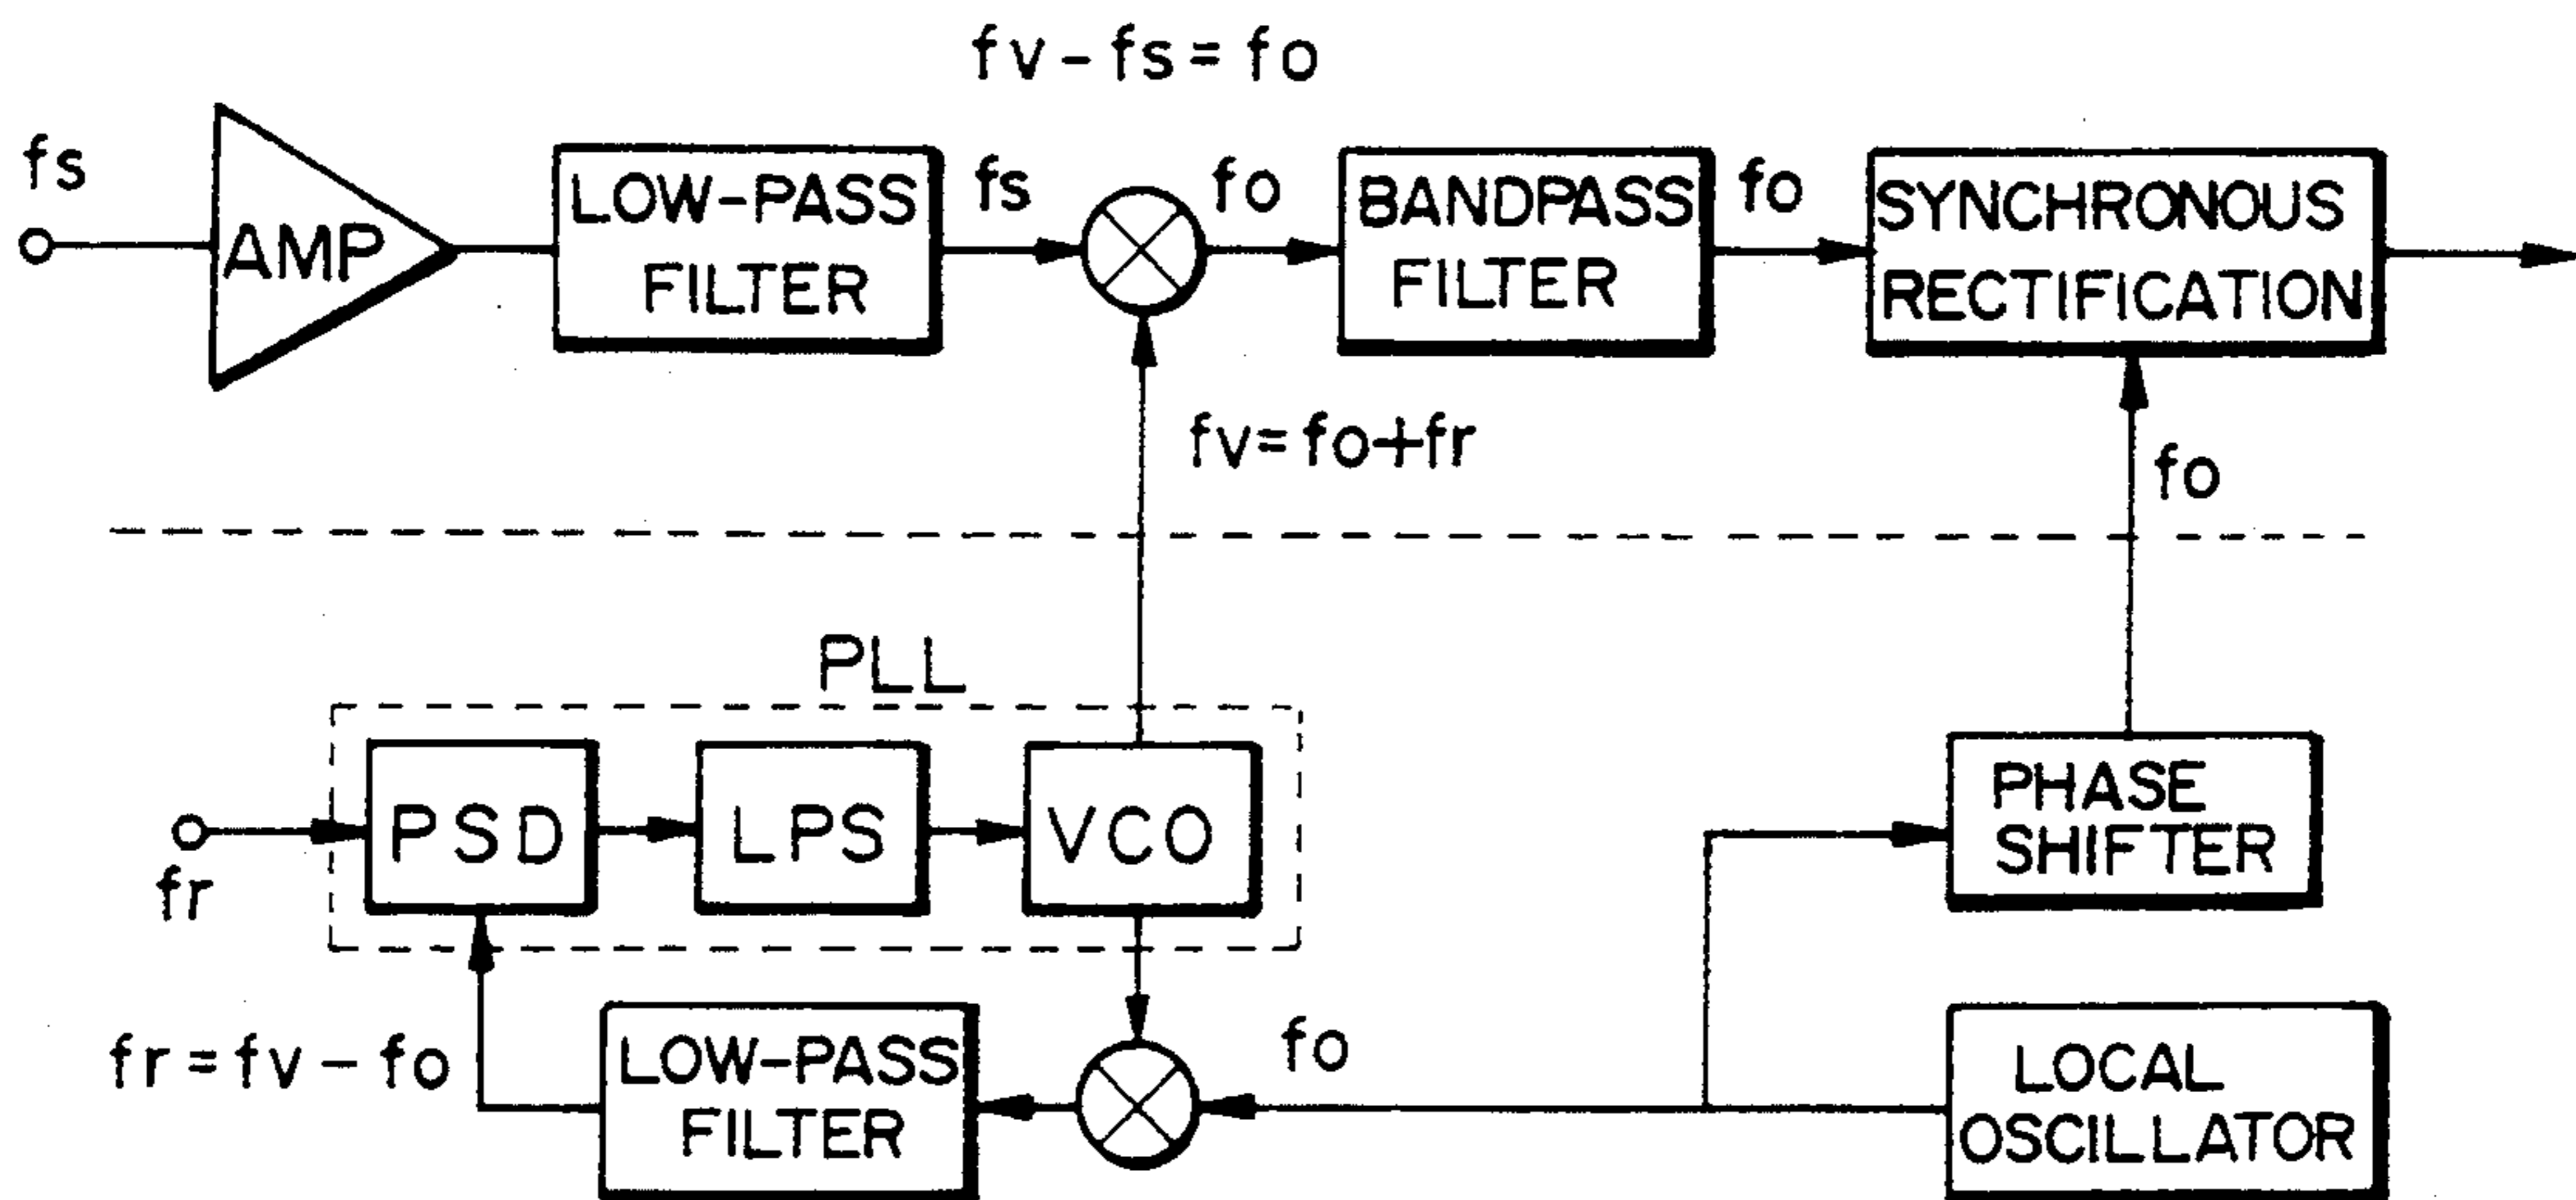 fv - fs = fo
fs
AMP
LOW-PASS
FILTER
fs
fo
BANDPASS
FILTER
fo
SYNCHRONOUS
RECTIFICATION
fv = fo+fr
fo
PLL
PSD
LPS
VCO
fr
PHASE
SHIFTER
fr = fv - fo
LOW-PASS
FILTER
fo
LOCAL
OSCILLATOR